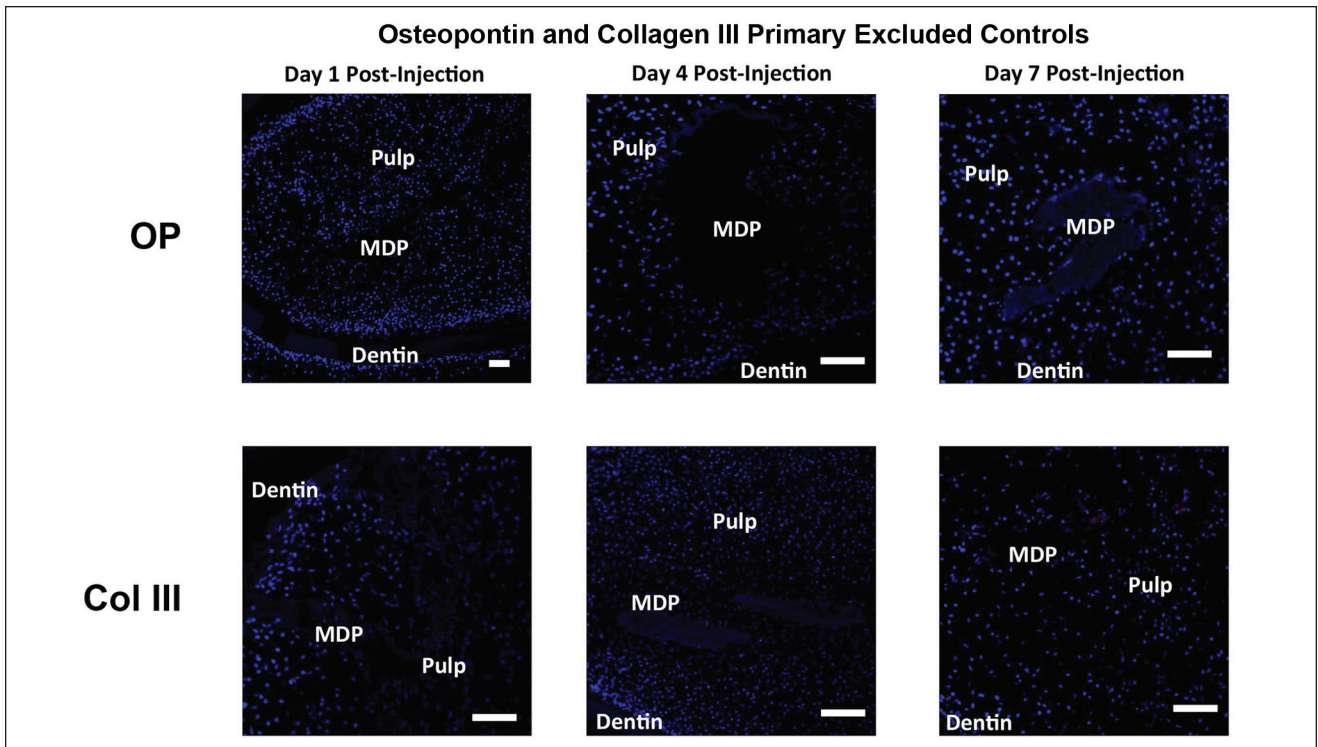 Osteopontin and Collagen III Primary Excluded Controls
Day 1 Post-Injection
Day 4 Post-Injection
Day 7 Post-Injection
OP
Pulp
MDP
Dentin
Pulp
MDP
Dentin
Pulp
MDP
Dentin
Col III
Dentin
MDP
Pulp
Pulp
MDP
Dentin
MDP
Pulp
Dentin